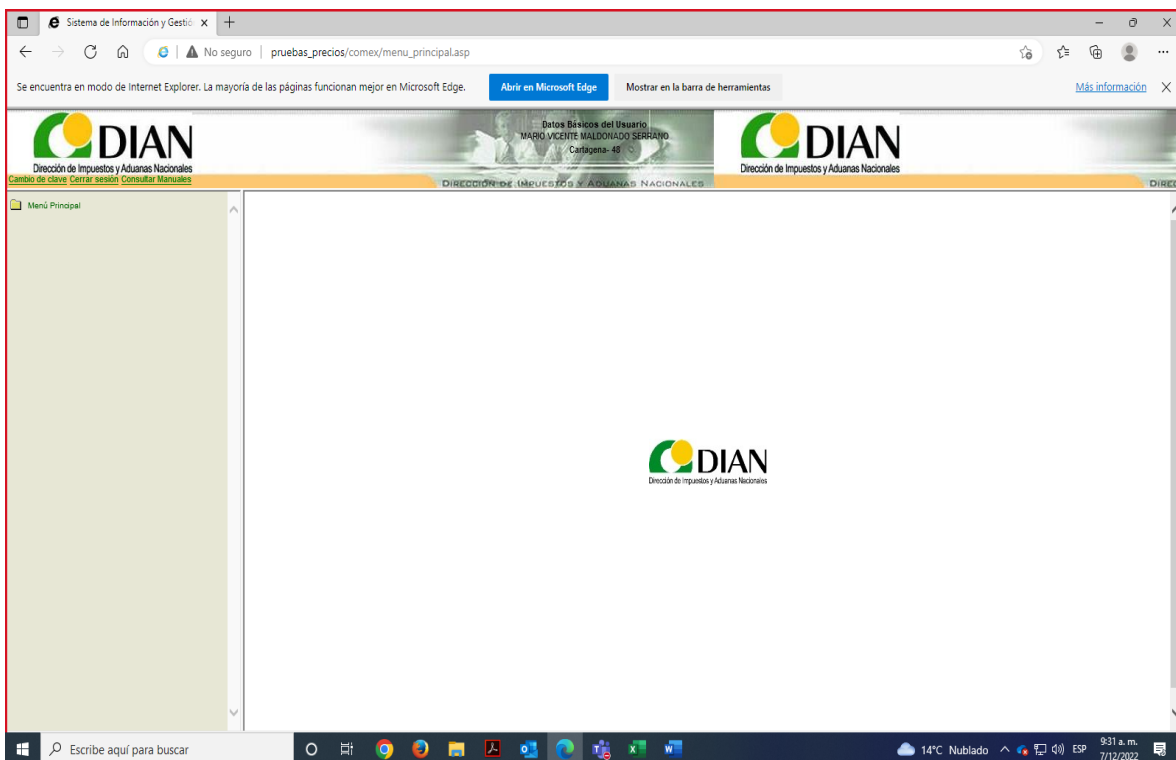 Sistema de Información y Gestió
No seguro | pruebas_precios/comex/menu_principal.asp
Se encuentra en modo de Internet Explorer. La mayoría de las páginas funcionan mejor en Microsoft Edge.
Abrir en Microsoft Edge
Mostrar en la barra de herramientas
Más información
DIAN
Dirección de Impuestos y Aduanas Nacionales
Cambio de clave Cerrar sesión Consultar Manuales
Datos Básicos del Usuario
MARIO VICENTE MALDONADO SERRANO
Cartagena- 48
DIRECCIÓN DE IMPUESTOS Y ADUANAS NACIONALES
DIAN
Dirección de Impuestos y Aduanas Nacionales
DIREC
Menú Principal
DIAN
Dirección de Impuestos y Aduanas Nacionales
Escribe aquí para buscar
14°C Nublado
ESP
9:31 a. m.
7/12/2022